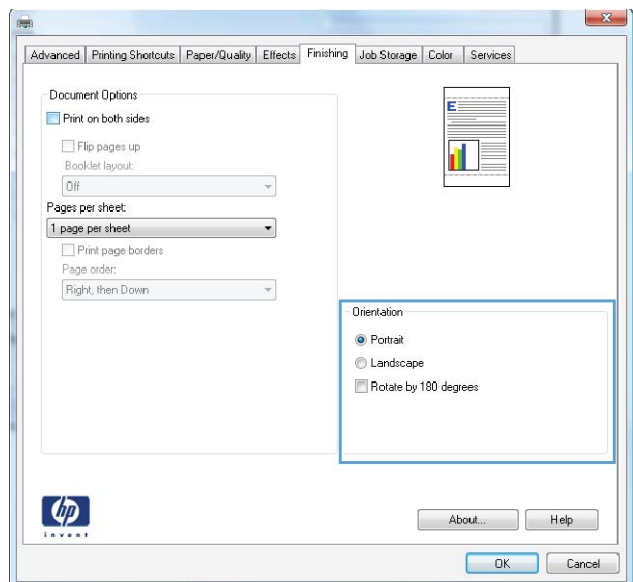 Advanced Printing Shortcuts Paper/Quality Effects Finishing Job Storage Color Services
Document Options
Print on both sides
Flip pages up
Booklet layout:
Off
Pages per sheet:
1 page per sheet
Print page borders
Page order:
Right, then Down
E
Orientation
Portrait
Landscape
Rotate by 180 degrees
hp
invent
About... Help
OK Cancel